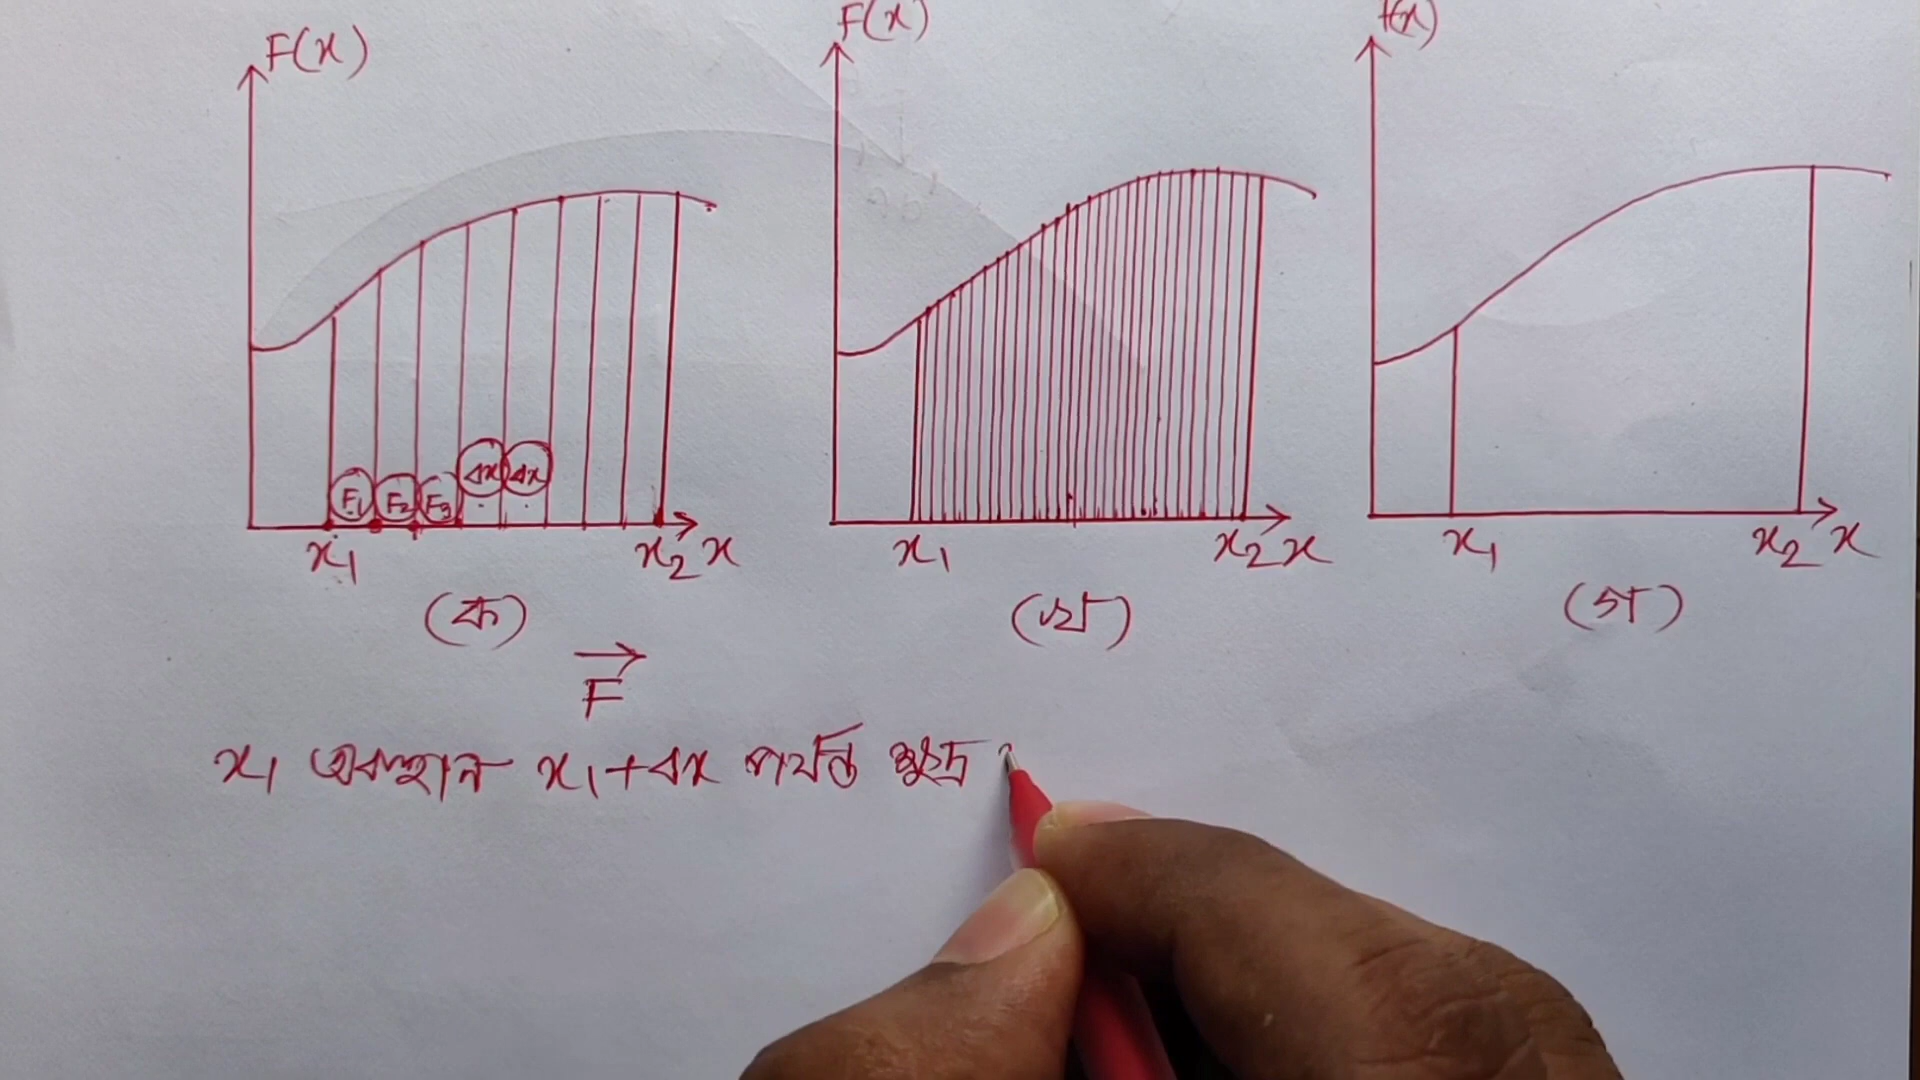 F(x) F(x) f(x)
F₁ F₂ F₃ Δx Δx
x₁ x₂ x x₁ x₂ x x₁ x₂ x
(ক) (খ) (গ)
F⃗
x₁ অবস্থান x₁+Δx পর্যন্ত ক্ষুদ্র